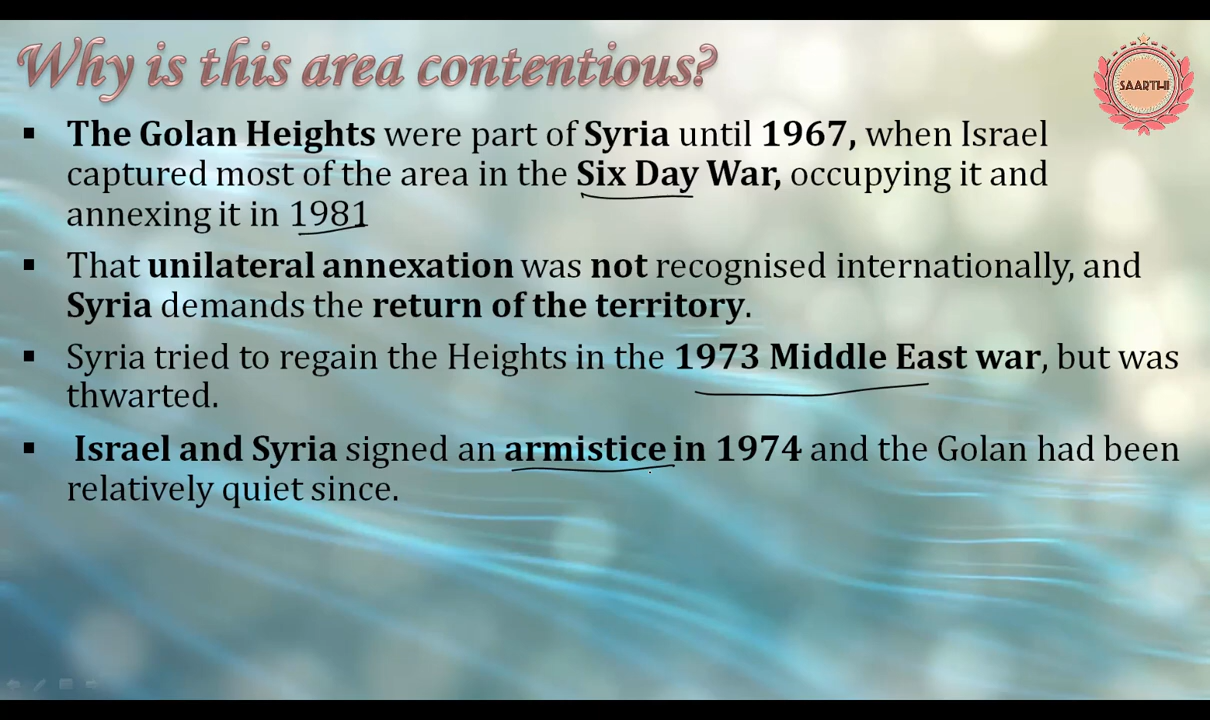 Why is this area contentious?
SAARTHI
▪ The Golan Heights were part of Syria until 1967, when Israel
captured most of the area in the Six Day War, occupying it and
annexing it in 1981
▪ That unilateral annexation was not recognised internationally, and
Syria demands the return of the territory.
▪ Syria tried to regain the Heights in the 1973 Middle East war, but was
thwarted.
▪ Israel and Syria signed an armistice in 1974 and the Golan had been
relatively quiet since.